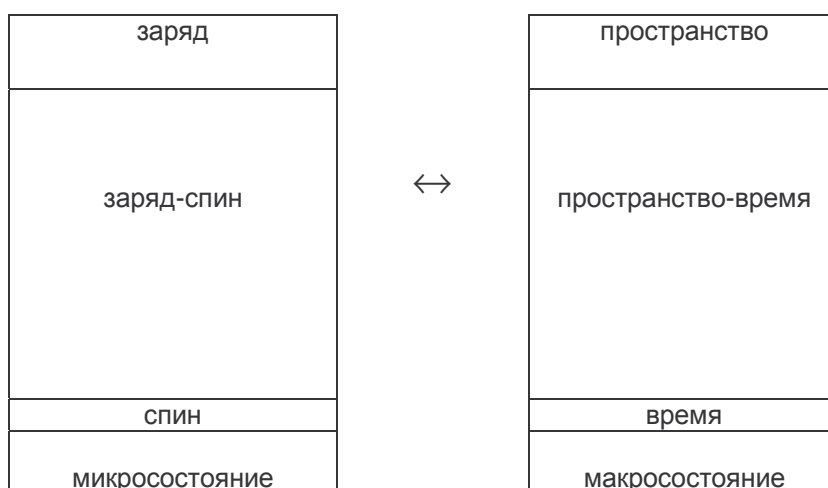 заряд
заряд-спин
спин
микросостояние
↔
пространство
пространство-время
время
макросостояние